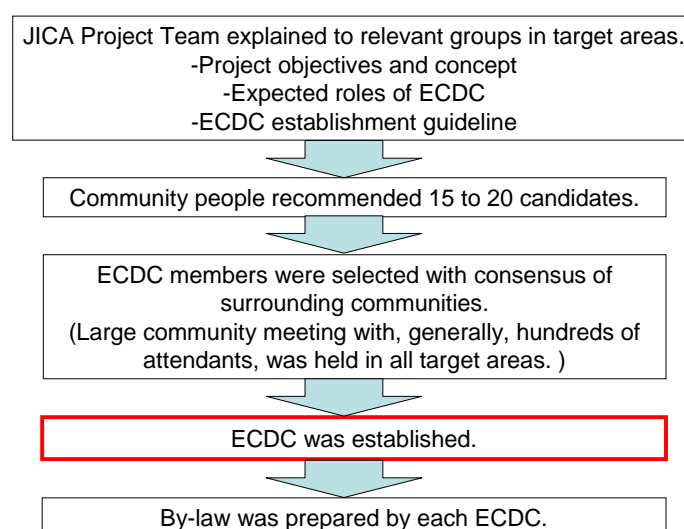 JICA Project Team explained to relevant groups in target areas.
-Project objectives and concept
-Expected roles of ECDC
-ECDC establishment guideline
Community people recommended 15 to 20 candidates.
ECDC members were selected with consensus of
surrounding communities.
(Large community meeting with, generally, hundreds of
attendants, was held in all target areas. )
ECDC was established.
By-law was prepared by each ECDC.